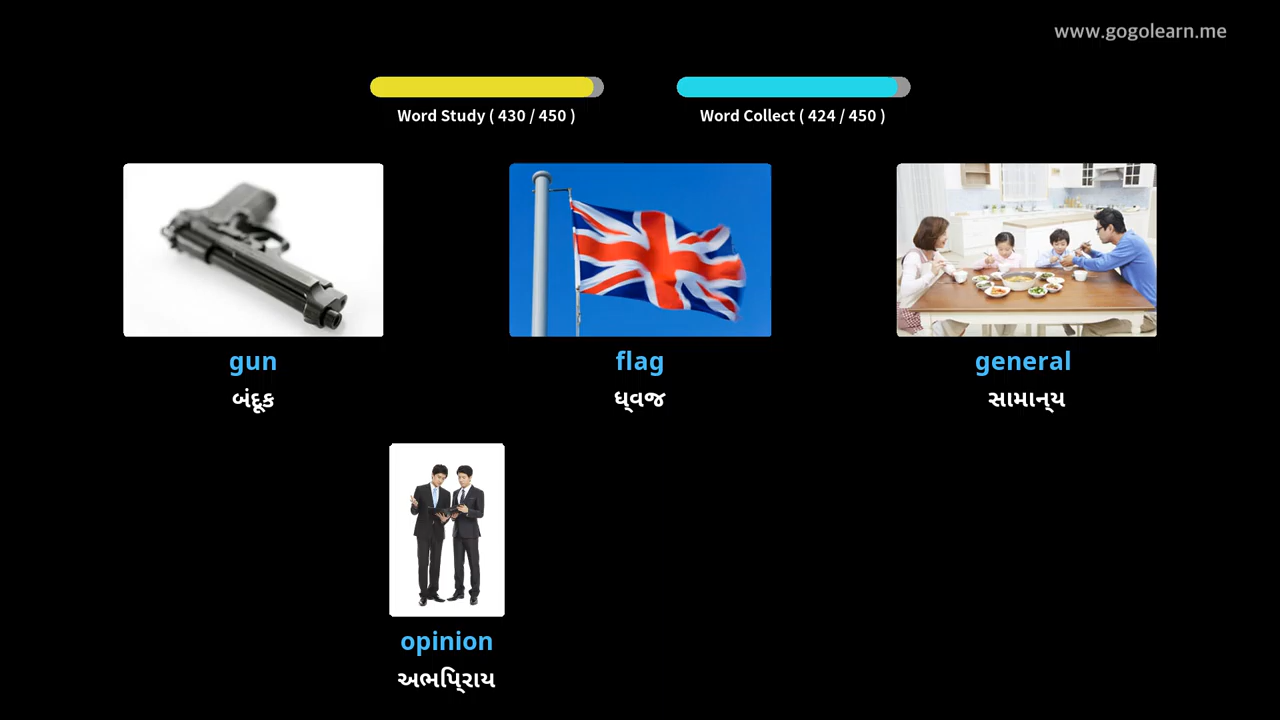 www.gogolearn.me
Word Study ( 430 / 450 )
Word Collect ( 424 / 450 )
gun
બંદૂક
flag
ધ્વજ
general
સામાન્ય
opinion
અભિપ્રાય